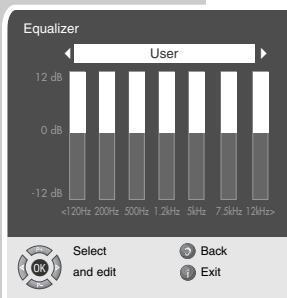 Equalizer
User
12 dB
0 dB
-12 dB
<120Hz 200Hz 500Hz 1.2kHz 5kHz 7.5kHz 12kHz>
P+
OK
P-
Select
and edit
Back
i Exit